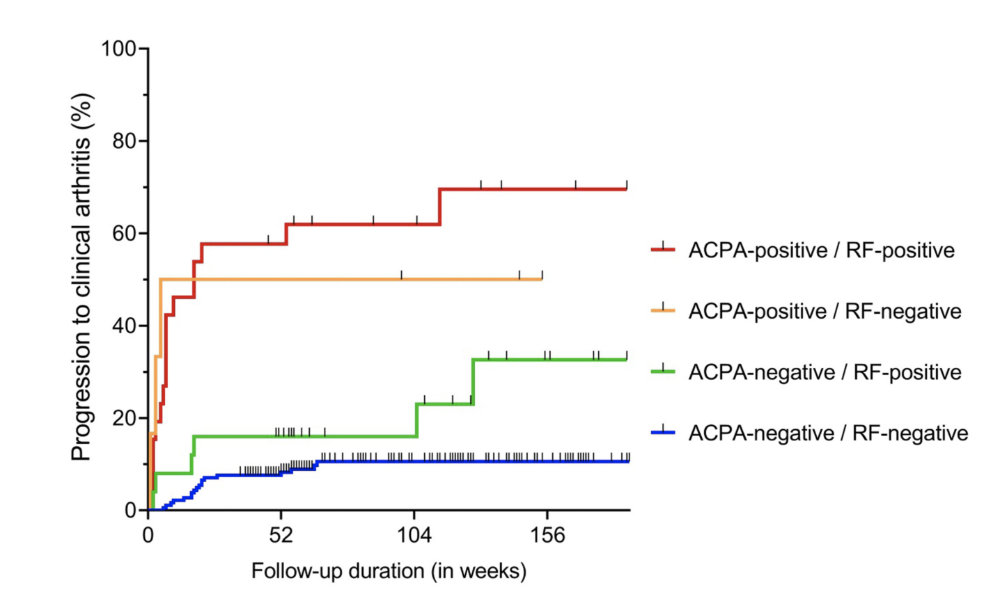 Progression to clinical arthritis (%)
100
80
60
40
20
0
0 52 104 156
Follow-up duration (in weeks)
ACPA-positive / RF-positive
ACPA-positive / RF-negative
ACPA-negative / RF-positive
ACPA-negative / RF-negative